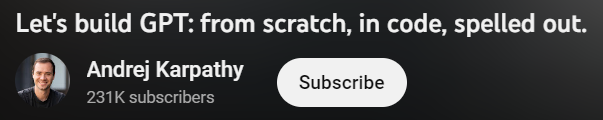 Let's build GPT: from scratch, in code, spelled out.
Andrej Karpathy
231K subscribers
Subscribe